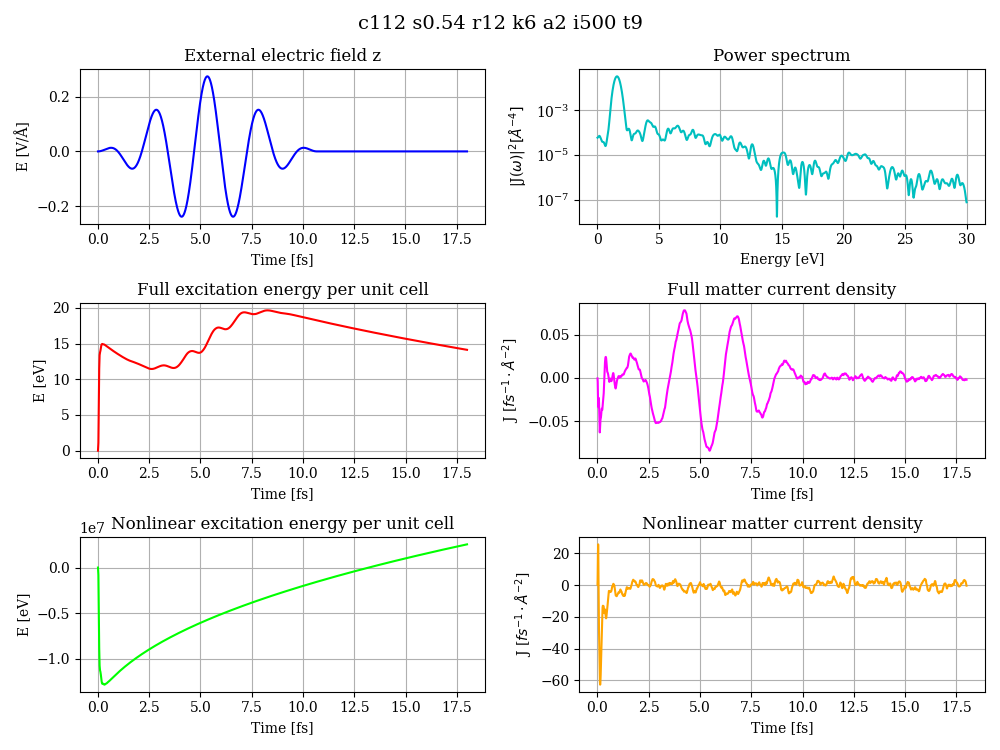 c112 s0.54 r12 k6 a2 i500 t9
External electric field z
E [V/Å]
0.2
0.0
−0.2
0.0 2.5 5.0 7.5 10.0 12.5 15.0 17.5
Time [fs]
Power spectrum
|J(ω)|² [Å⁻⁴]
10⁻³
10⁻⁵
10⁻⁷
0 5 10 15 20 25 30
Energy [eV]
Full excitation energy per unit cell
E [eV]
20
15
10
5
0
0.0 2.5 5.0 7.5 10.0 12.5 15.0 17.5
Time [fs]
Full matter current density
J [fs⁻¹ · Å⁻²]
0.05
0.00
−0.05
0.0 2.5 5.0 7.5 10.0 12.5 15.0 17.5
Time [fs]
Nonlinear excitation energy per unit cell
1e7
E [eV]
0.0
−0.5
−1.0
0.0 2.5 5.0 7.5 10.0 12.5 15.0 17.5
Time [fs]
Nonlinear matter current density
J [fs⁻¹ · Å⁻²]
20
0
−20
−40
−60
0.0 2.5 5.0 7.5 10.0 12.5 15.0 17.5
Time [fs]